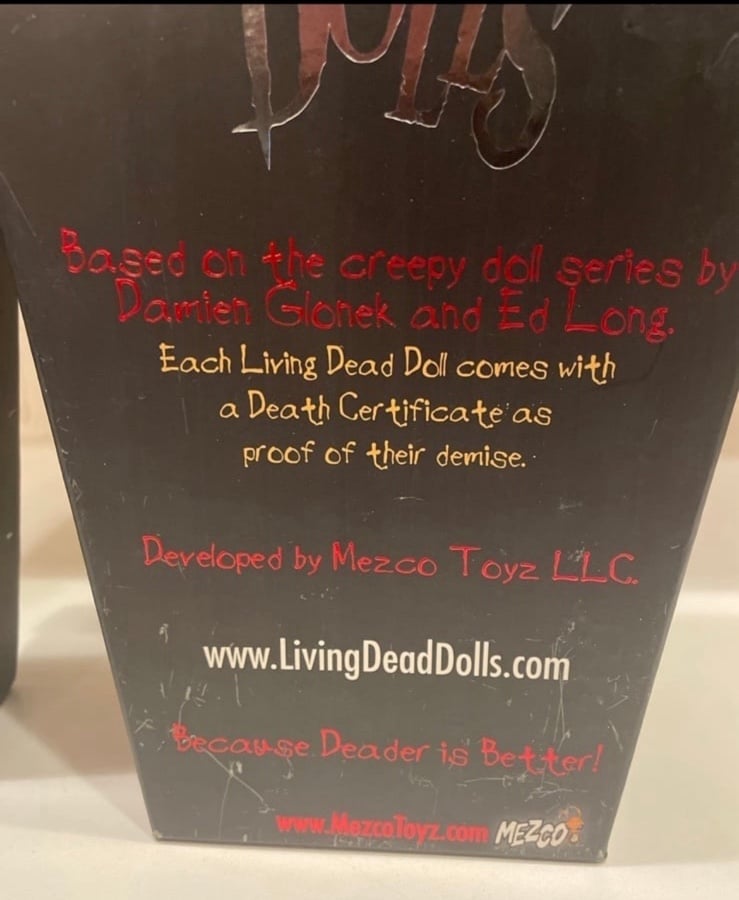 Dolls
Based on the creepy doll series by
Damien Glonek and Ed Long.
Each Living Dead Doll comes with
a Death Certificate as
proof of their demise.
Developed by Mezco Toyz LLC.
www.LivingDeadDolls.com
Because Deader is Better!
www.MezcoToyz.com MEZCO